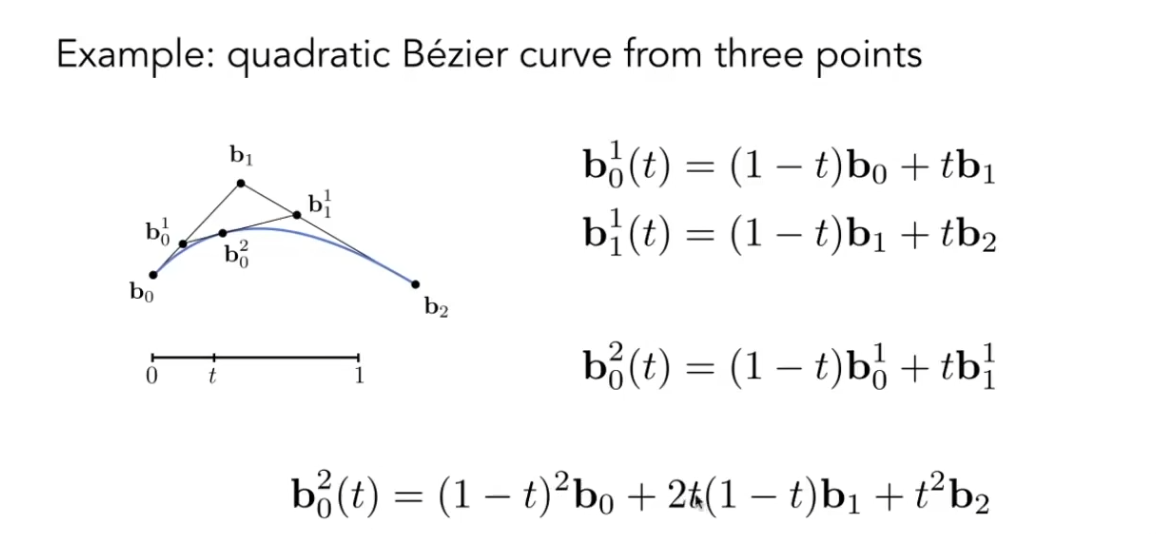 Example: quadratic Bézier curve from three points
b₁
b₁¹
b₀¹
b₀²
b₀
b₂
0 t 1
b₀¹(t) = (1 − t)b₀ + tb₁
b₁¹(t) = (1 − t)b₁ + tb₂
b₀²(t) = (1 − t)b₀¹ + tb₁¹
b₀²(t) = (1 − t)²b₀ + 2t(1 − t)b₁ + t²b₂